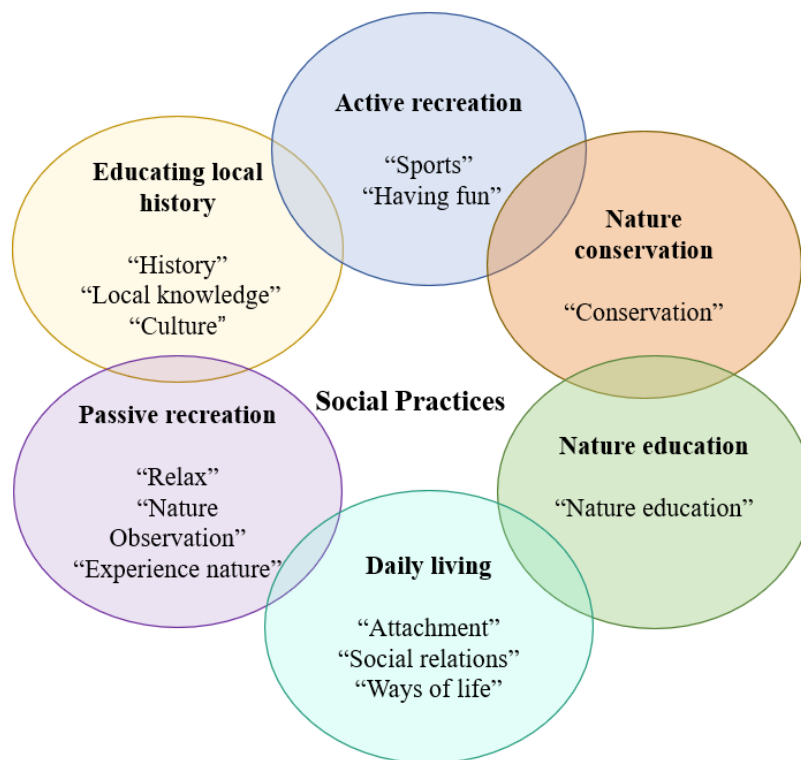 Active recreation
“Sports”
“Having fun”
Educating local
history
“History”
“Local knowledge”
“Culture”
Nature
conservation
“Conservation”
Social Practices
Passive recreation
“Relax”
“Nature
Observation”
“Experience nature”
Nature education
“Nature education”
Daily living
“Attachment”
“Social relations”
“Ways of life”